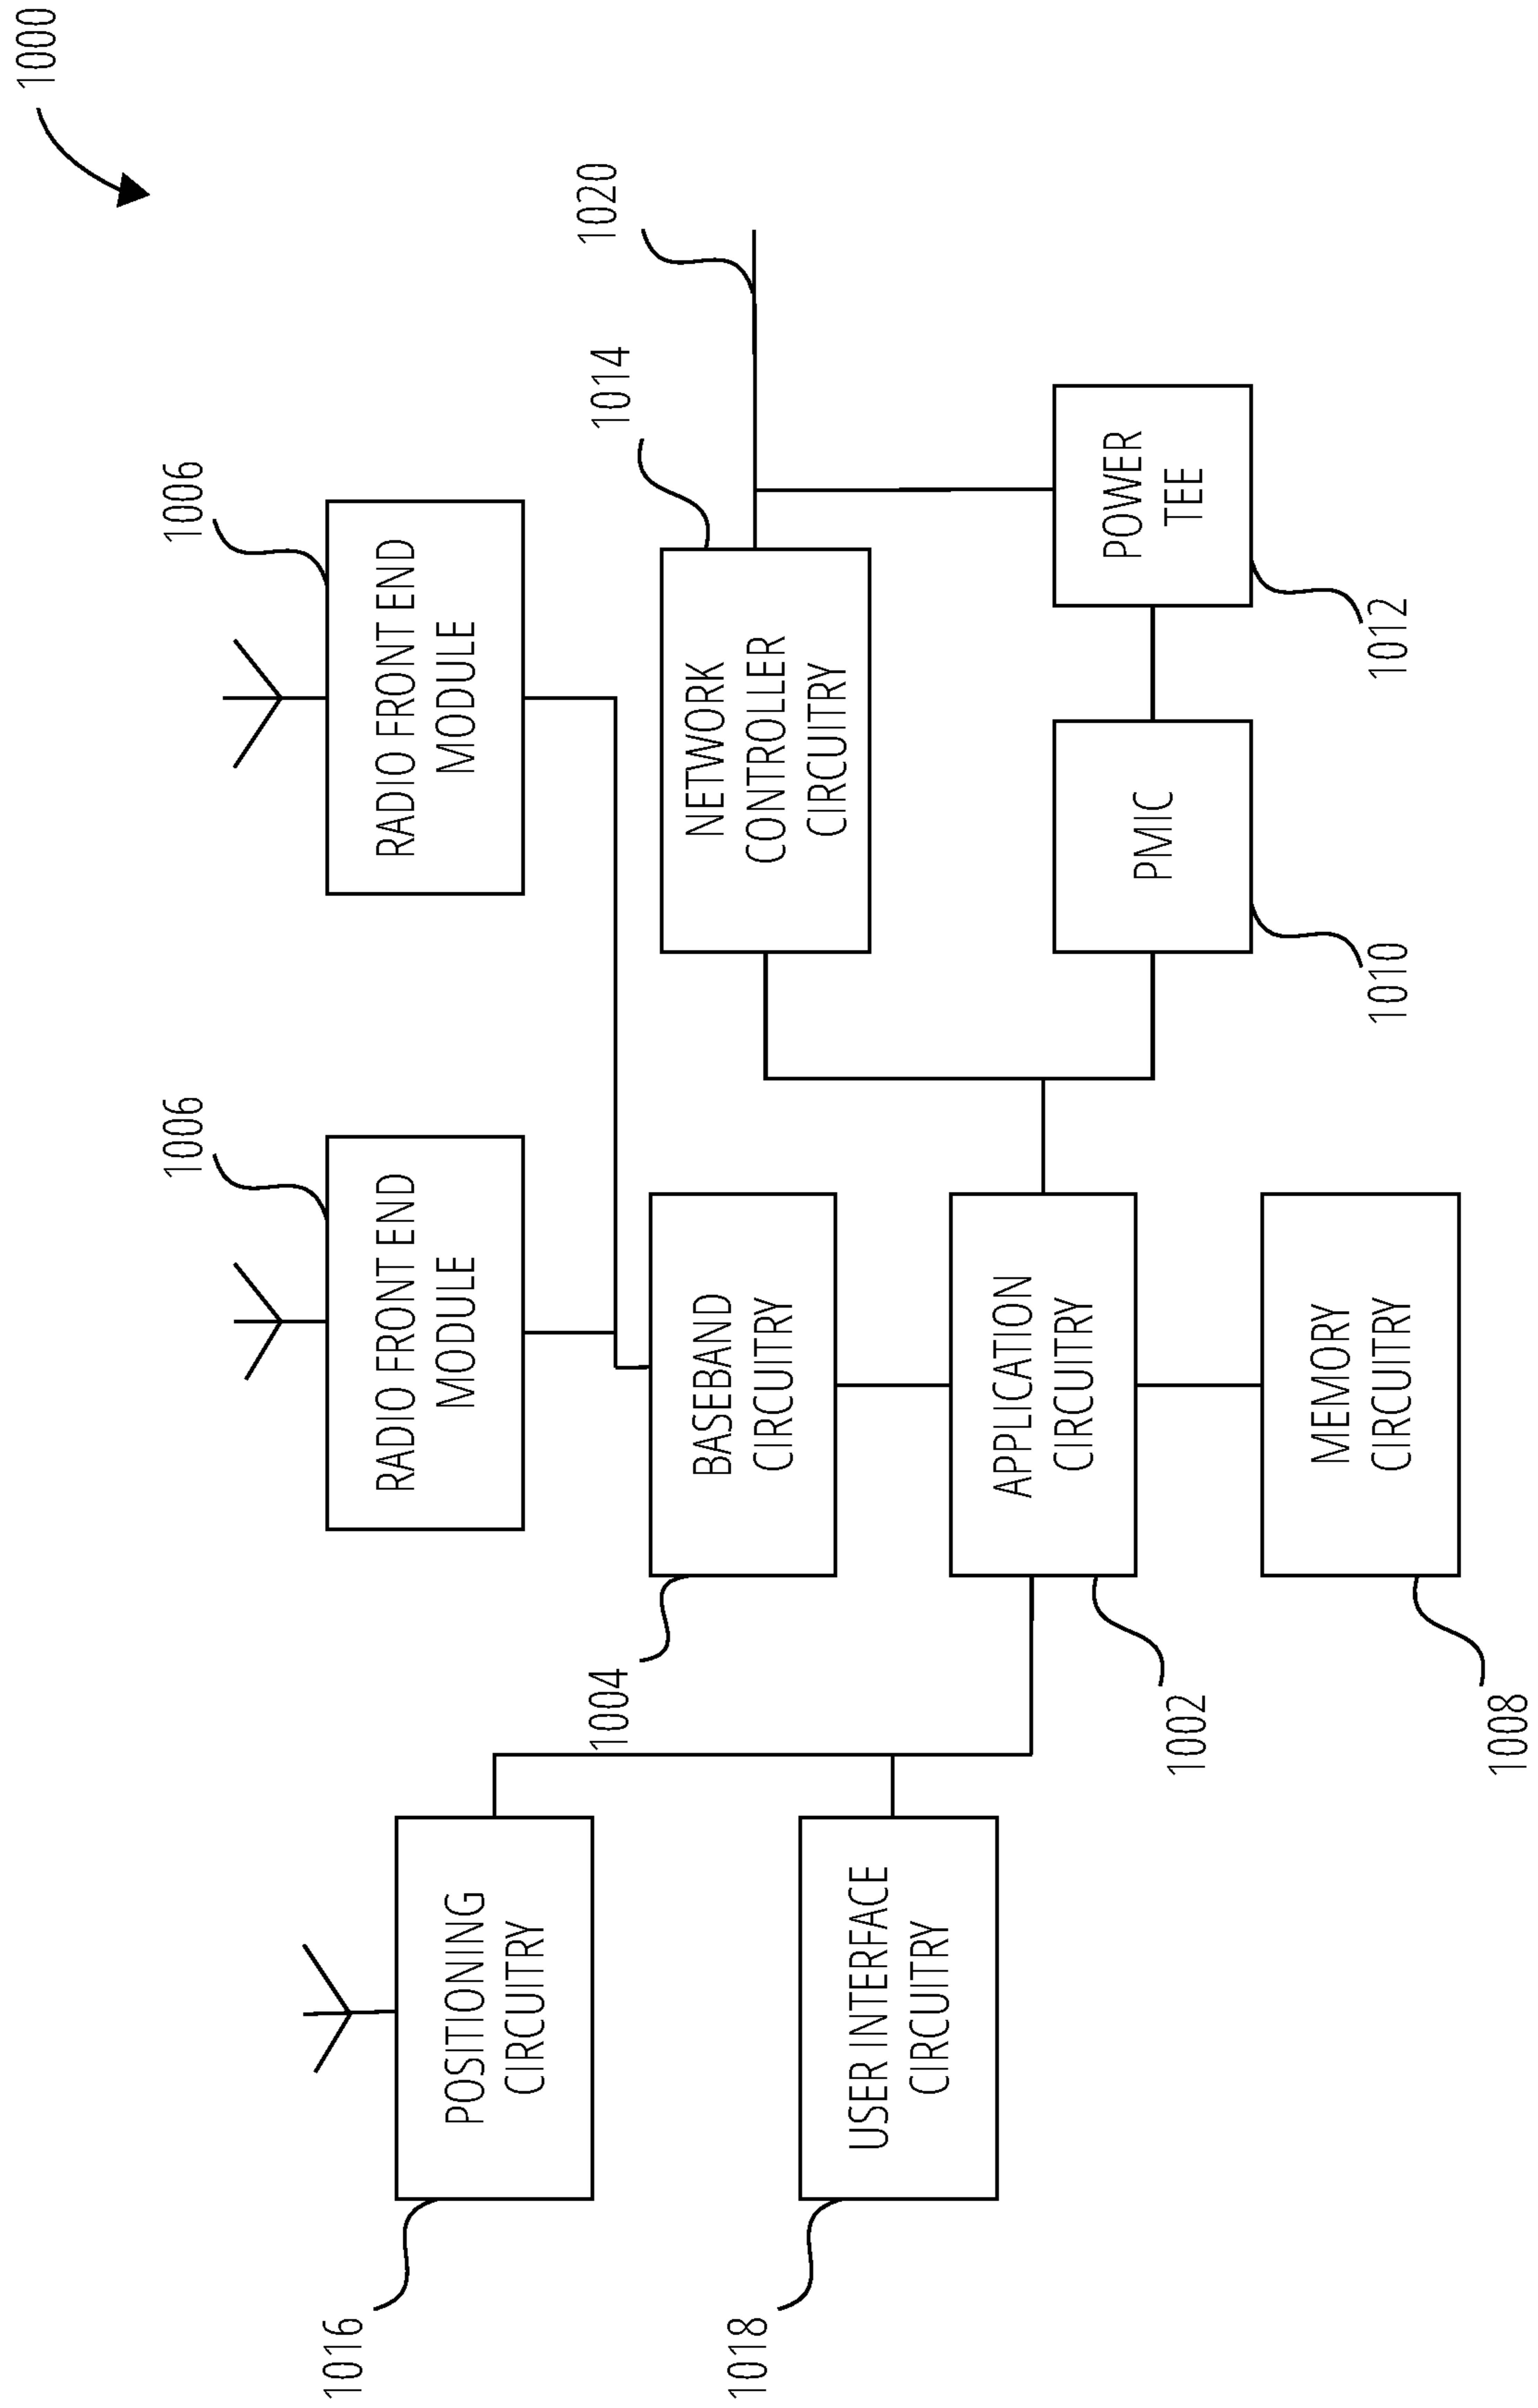 1000
1006
1006
RADIO FRONT END
MODULE
RADIO FRONT END
MODULE
1016
POSITIONING
CIRCUITRY
1004
BASEBAND
CIRCUITRY
1014
NETWORK
CONTROLLER
CIRCUITRY
1020
1018
USER INTERFACE
CIRCUITRY
APPLICATION
CIRCUITRY
1002
PMIC
1010
POWER
TEE
1012
MEMORY
CIRCUITRY
1008